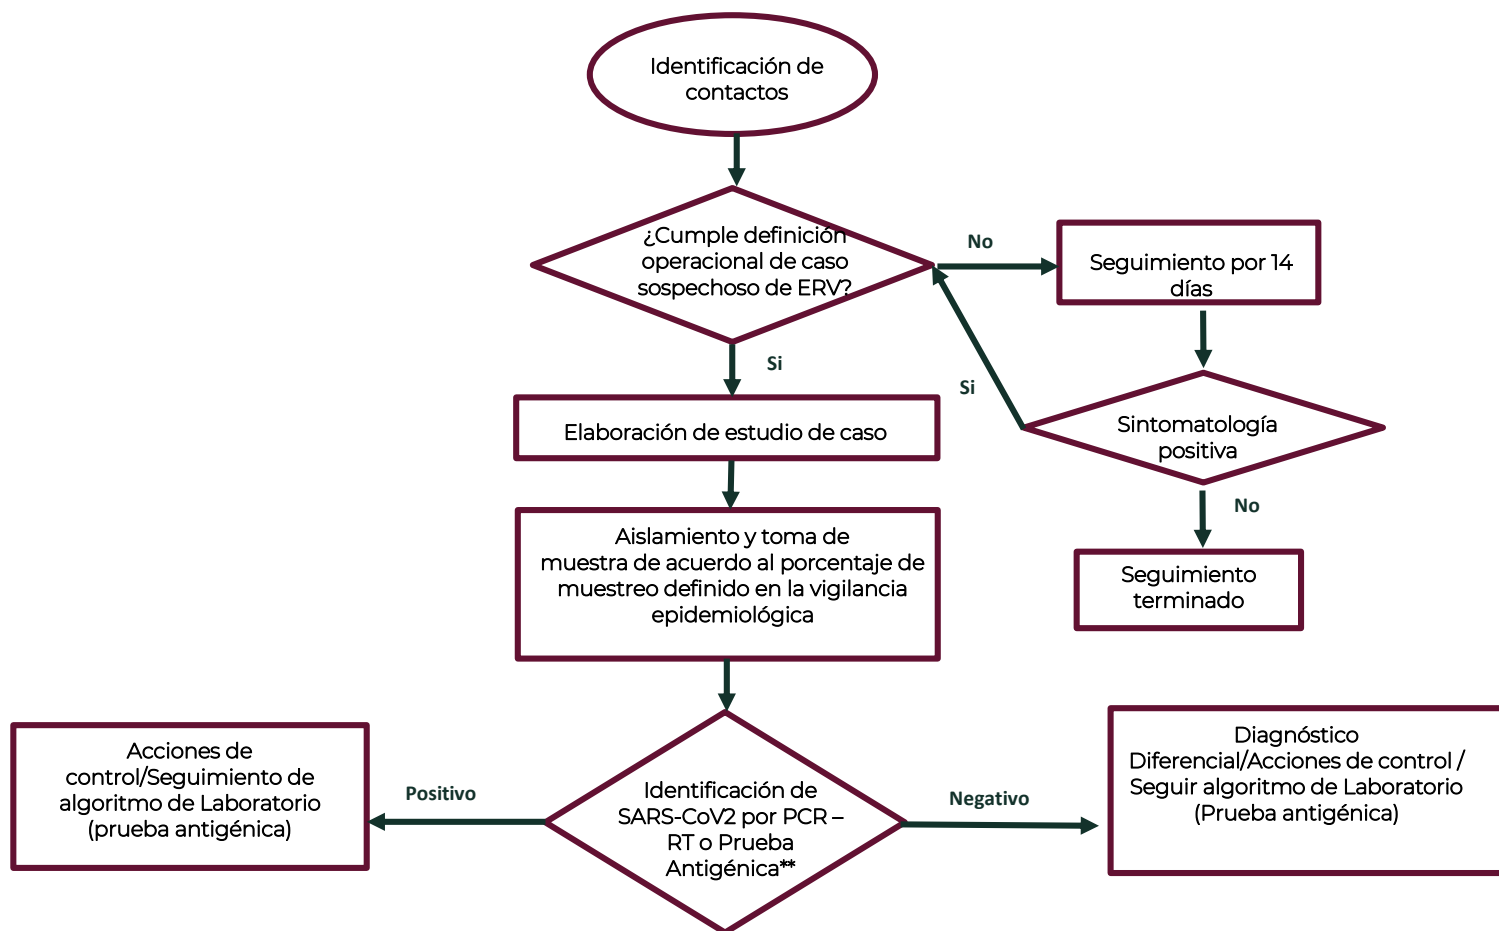 Identificación de
contactos
¿Cumple definición
operacional de caso
sospechoso de ERV?
No
Seguimiento por 14
días
Si
Si
Sintomatología
positiva
Elaboración de estudio de caso
No
Aislamiento y toma de
muestra de acuerdo al porcentaje de
muestreo definido en la vigilancia
epidemiológica
Seguimiento
terminado
Acciones de
control/Seguimiento de
algoritmo de Laboratorio
(prueba antigénica)
Positivo
Identificación de
SARS-CoV2 por PCR –
RT o Prueba
Antigénica**
Negativo
Diagnóstico
Diferencial/Acciones de control /
Seguir algoritmo de Laboratorio
(Prueba antigénica)